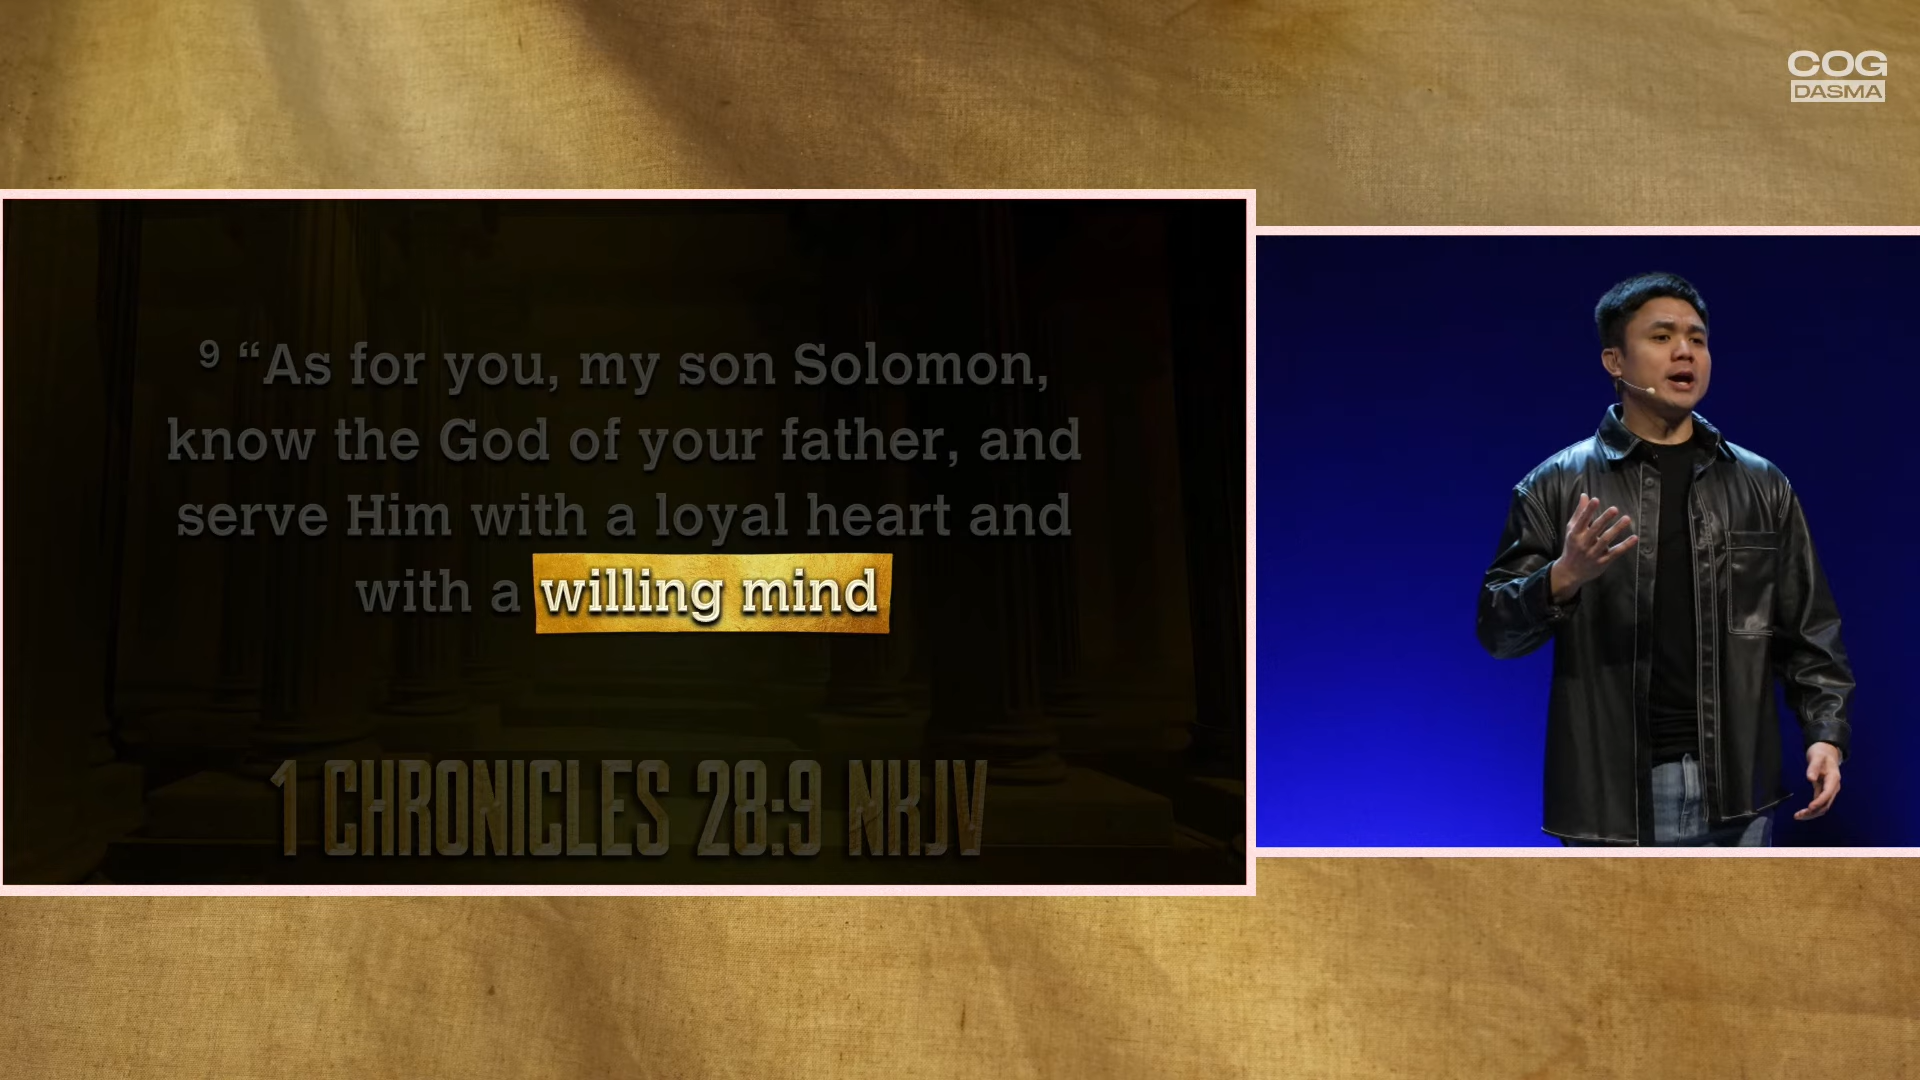 COG
DASMA
9 “As for you, my son Solomon,
know the God of your father, and
serve Him with a loyal heart and
with a willing mind
1 CHRONICLES 28:9 NKJV